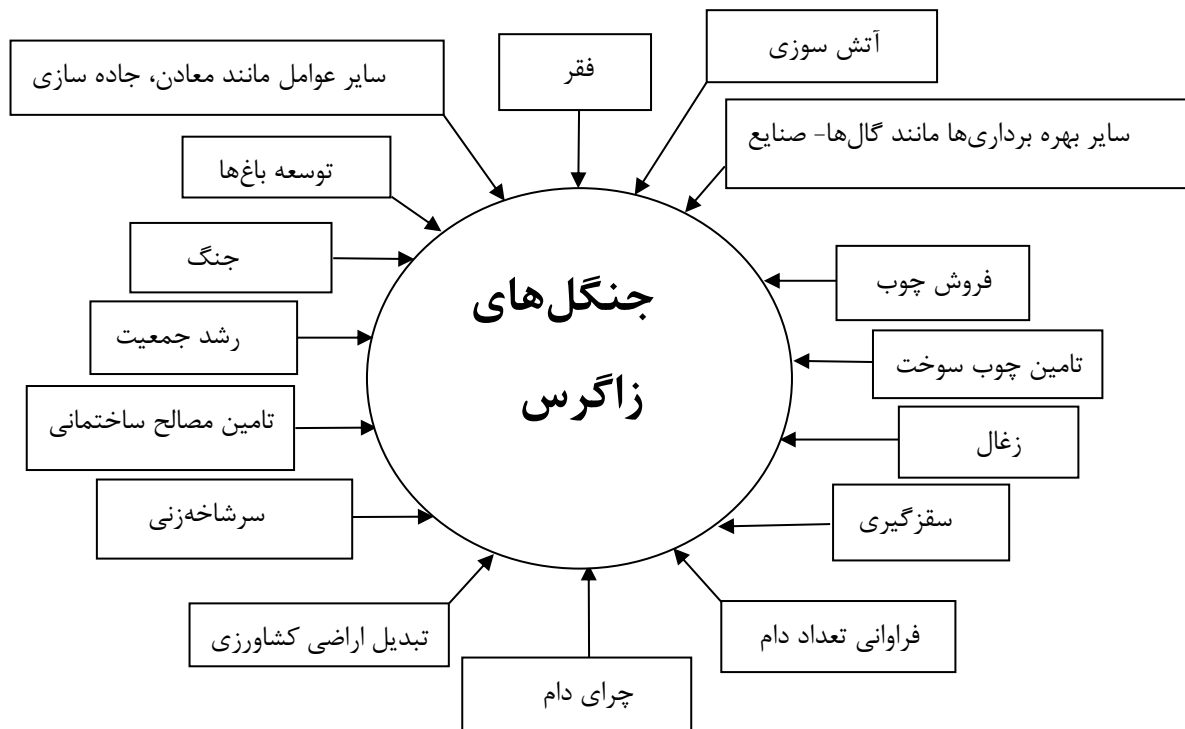 آتش سوزی
فقر
سایر عوامل مانند معادن، جاده سازی
سایر بهره برداری‌ها مانند گال‌ها- صنایع
توسعه باغ‌ها
جنگ
فروش چوب
جنگل‌های
زاگرس
رشد جمعیت
تامین چوب سوخت
تامین مصالح ساختمانی
زغال
سرشاخه‌زنی
سقزگیری
تبدیل اراضی کشاورزی
فراوانی تعداد دام
چرای دام